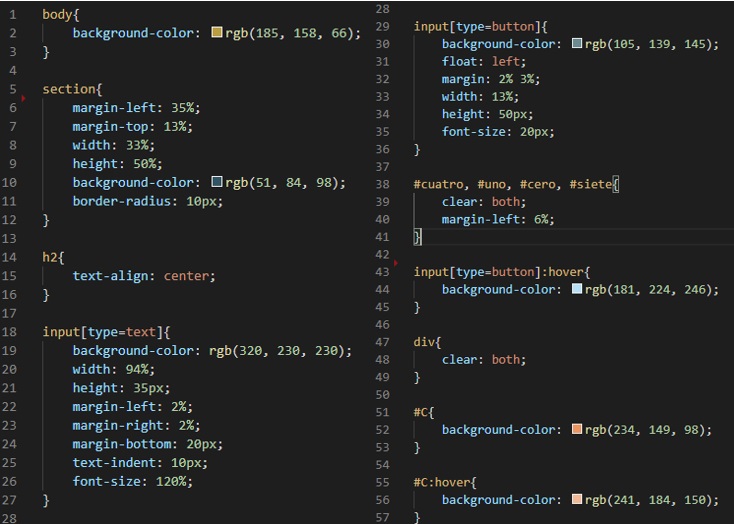 1 body{
2 background-color: rgb(185, 158, 66);
3 }
4
5 section{
6 margin-left: 35%;
7 margin-top: 13%;
8 width: 33%;
9 height: 50%;
10 background-color: rgb(51, 84, 98);
11 border-radius: 10px;
12 }
13
14 h2{
15 text-align: center;
16 }
17
18 input[type=text]{
19 background-color: rgb(320, 230, 230);
20 width: 94%;
21 height: 35px;
22 margin-left: 2%;
23 margin-right: 2%;
24 margin-bottom: 20px;
25 text-indent: 10px;
26 font-size: 120%;
27 }
28
28
29 input[type=button]{
30 background-color: rgb(105, 139, 145);
31 float: left;
32 margin: 2% 3%;
33 width: 13%;
34 height: 50px;
35 font-size: 20px;
36 }
37
38 #cuatro, #uno, #cero, #siete{
39 clear: both;
40 margin-left: 6%;
41 }
42
43 input[type=button]:hover{
44 background-color: rgb(181, 224, 246);
45 }
46
47 div{
48 clear: both;
49 }
50
51 #C{
52 background-color: rgb(234, 149, 98);
53 }
54
55 #C:hover{
56 background-color: rgb(241, 184, 150);
57 }